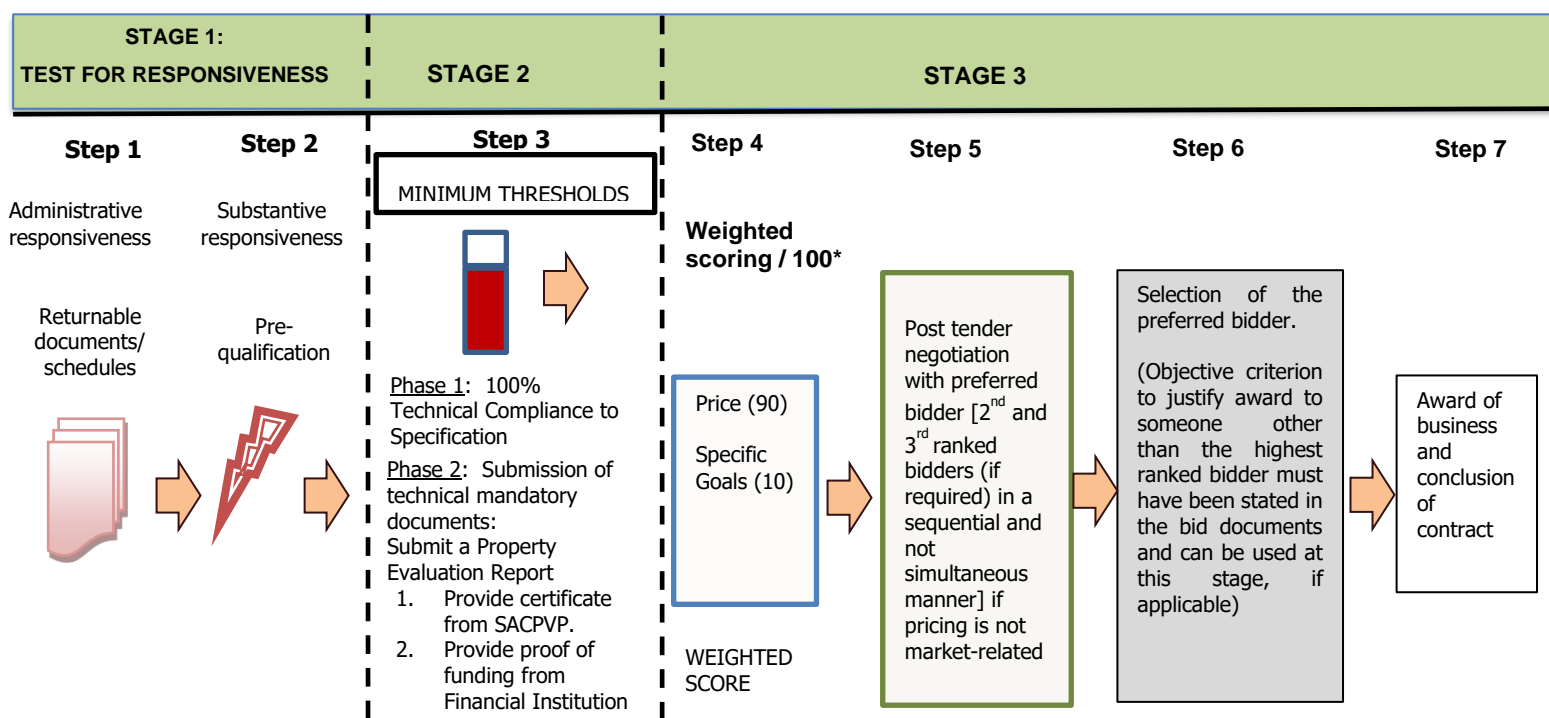 STAGE 1:
TEST FOR RESPONSIVENESS
STAGE 2
STAGE 3
Step 1
Administrative
responsiveness
Returnable
documents/
schedules
Step 2
Substantive
responsiveness
Pre-
qualification
Step 3
MINIMUM THRESHOLDS
Phase 1: 100%
Technical Compliance to
Specification
Phase 2: Submission of
technical mandatory
documents:
Submit a Property
Evaluation Report
1. Provide certificate
from SACPVP.
2. Provide proof of
funding from
Financial Institution
Step 4
Weighted
scoring / 100*
Price (90)
Specific
Goals (10)
WEIGHTED
SCORE
Step 5
Post tender
negotiation
with preferred
bidder [2nd and
3rd ranked
bidders (if
required) in a
sequential and
not
simultaneous
manner] if
pricing is not
market-related
Step 6
Selection of the
preferred bidder.
(Objective criterion
to justify award to
someone other
than the highest
ranked bidder must
have been stated in
the bid documents
and can be used at
this stage, if
applicable)
Step 7
Award of
business
and
conclusion
of
contract